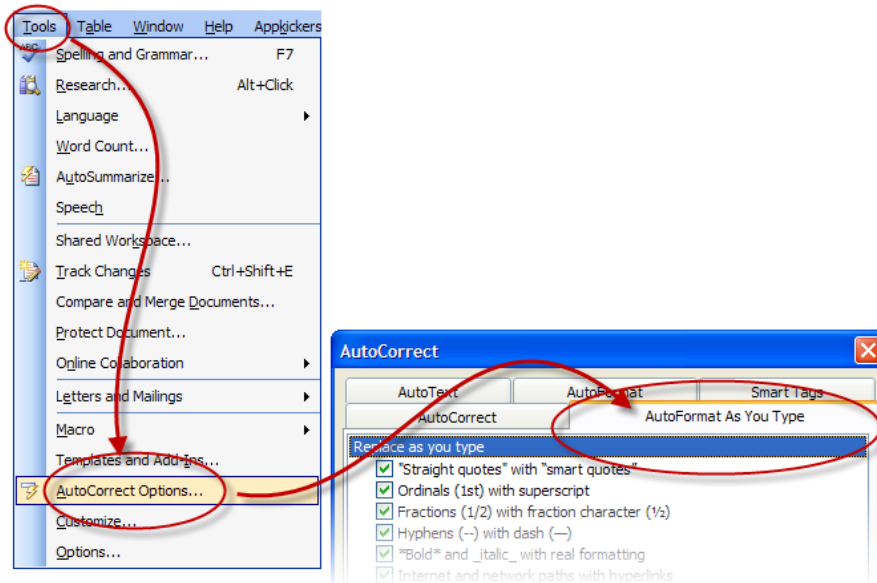 Tools Table Window Help Appkickers
ABC
Spelling and Grammar... F7
Research... Alt+Click
Language
Word Count...
AutoSummarize...
Speech
Shared Workspace...
Track Changes Ctrl+Shift+E
Compare and Merge Documents...
Protect Document...
Online Collaboration
Letters and Mailings
Macro
Templates and Add-Ins...
AutoCorrect Options...
Customize...
Options...
AutoCorrect
AutoText AutoFormat Smart Tags
AutoCorrect AutoFormat As You Type
Replace as you type
"Straight quotes" with “smart quotes”
Ordinals (1st) with superscript
Fractions (1/2) with fraction character (½)
Hyphens (--) with dash (—)
*Bold* and _italic_ with real formatting
Internet and network paths with hyperlinks